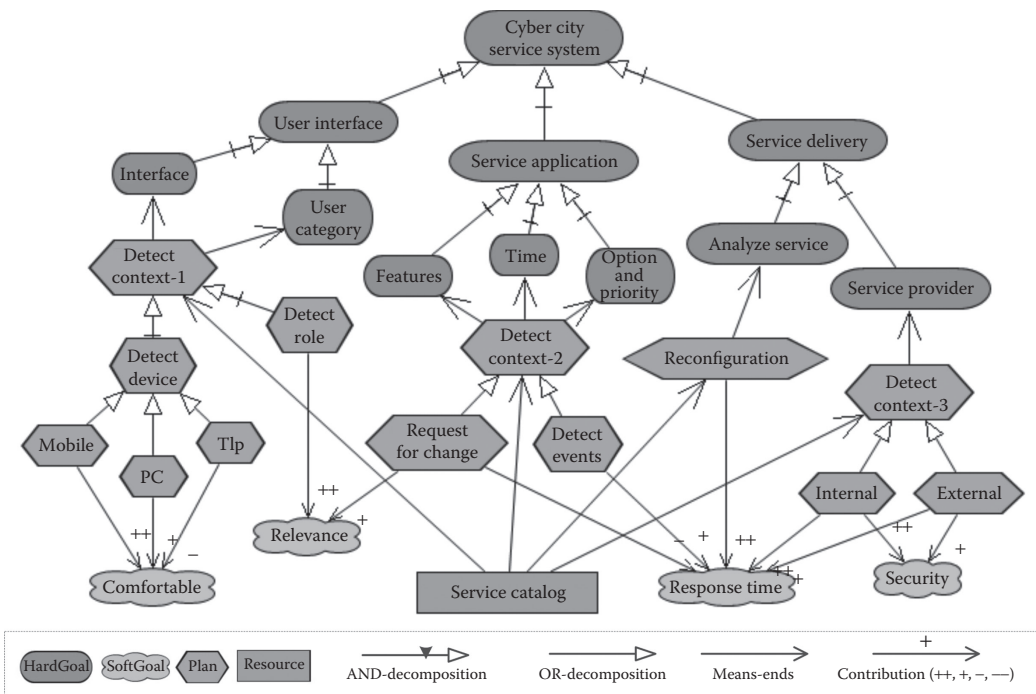 Cyber city
service system
User interface
Service application
Service delivery
Interface
User
category
Features
Time
Option
and
priority
Analyze service
Service provider
Detect
context-1
Detect
role
Detect
context-2
Reconfiguration
Detect
context-3
Detect
device
Mobile
PC
Tlp
Request
for change
Detect
events
Internal
External
++
+
Relevance
++
+
–
Comfortable
Service catalog
–
+
++
++
+
Response time
++
+
Security
HardGoal
SoftGoal
Plan
Resource
AND-decomposition
OR-decomposition
Means-ends
+
Contribution (++, +, –, ––)